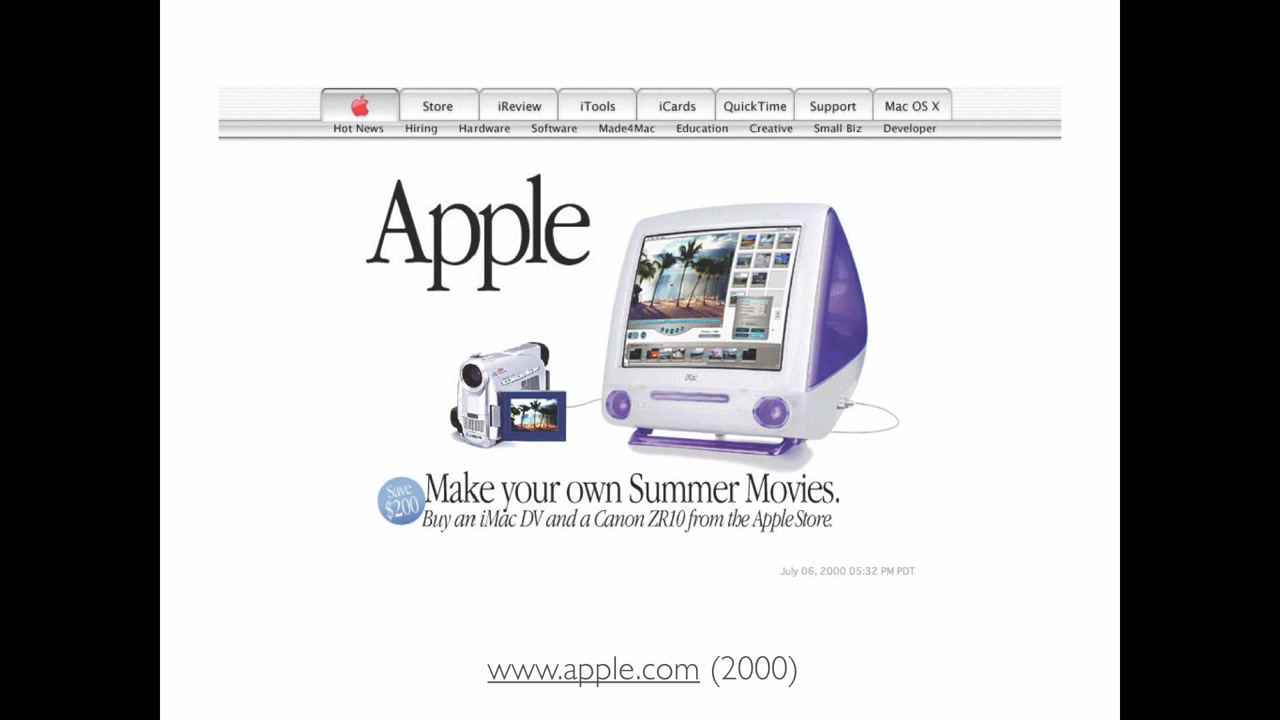 Store iReview iTools iCards QuickTime Support Mac OS X
Hot News Hiring Hardware Software Made4Mac Education Creative Small Biz Developer
Apple
iMac
Save
$200
Make your own Summer Movies.
Buy an iMac DV and a Canon ZR10 from the Apple Store.
July 06, 2000 05:32 PM PDT
www.apple.com (2000)